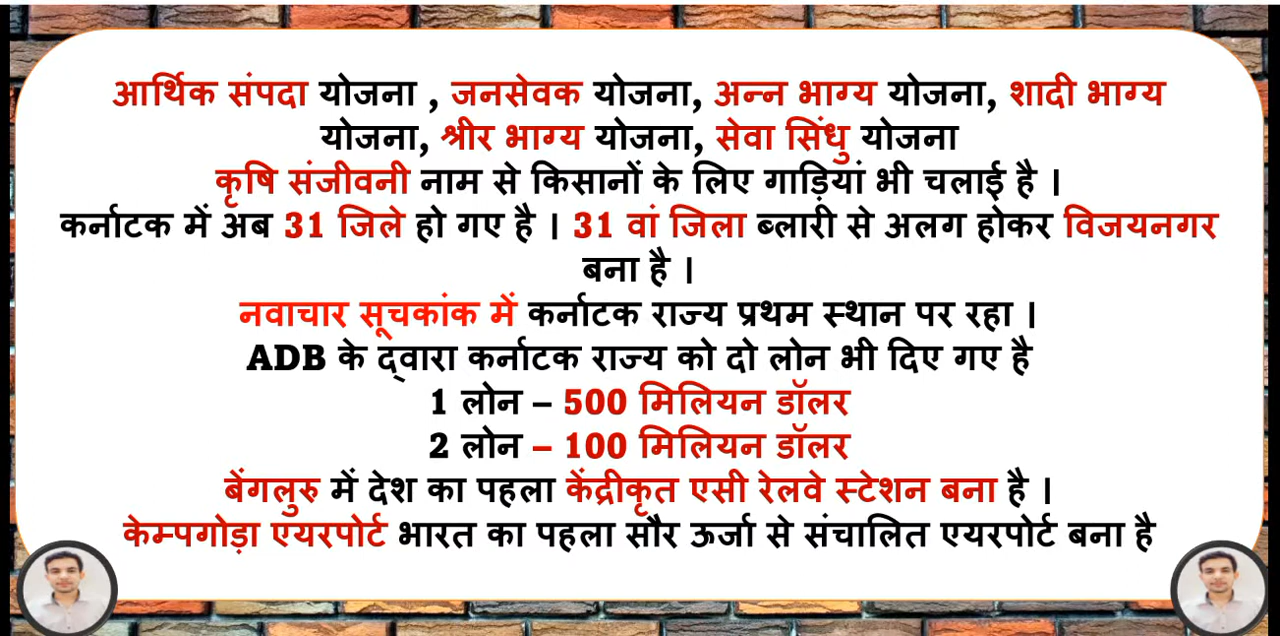 आर्थिक संपदा योजना , जनसेवक योजना, अन्न भाग्य योजना, शादी भाग्य
योजना, श्रीर भाग्य योजना, सेवा सिंधु योजना
कृषि संजीवनी नाम से किसानों के लिए गाड़ियां भी चलाई है ।
कर्नाटक में अब 31 जिले हो गए है । 31 वां जिला ब्लारी से अलग होकर विजयनगर
बना है ।
नवाचार सूचकांक में कर्नाटक राज्य प्रथम स्थान पर रहा ।
ADB के द्वारा कर्नाटक राज्य को दो लोन भी दिए गए है
1 लोन – 500 मिलियन डॉलर
2 लोन – 100 मिलियन डॉलर
बेंगलुरु में देश का पहला केंद्रीकृत एसी रेलवे स्टेशन बना है ।
केम्पगोड़ा एयरपोर्ट भारत का पहला सौर ऊर्जा से संचालित एयरपोर्ट बना है